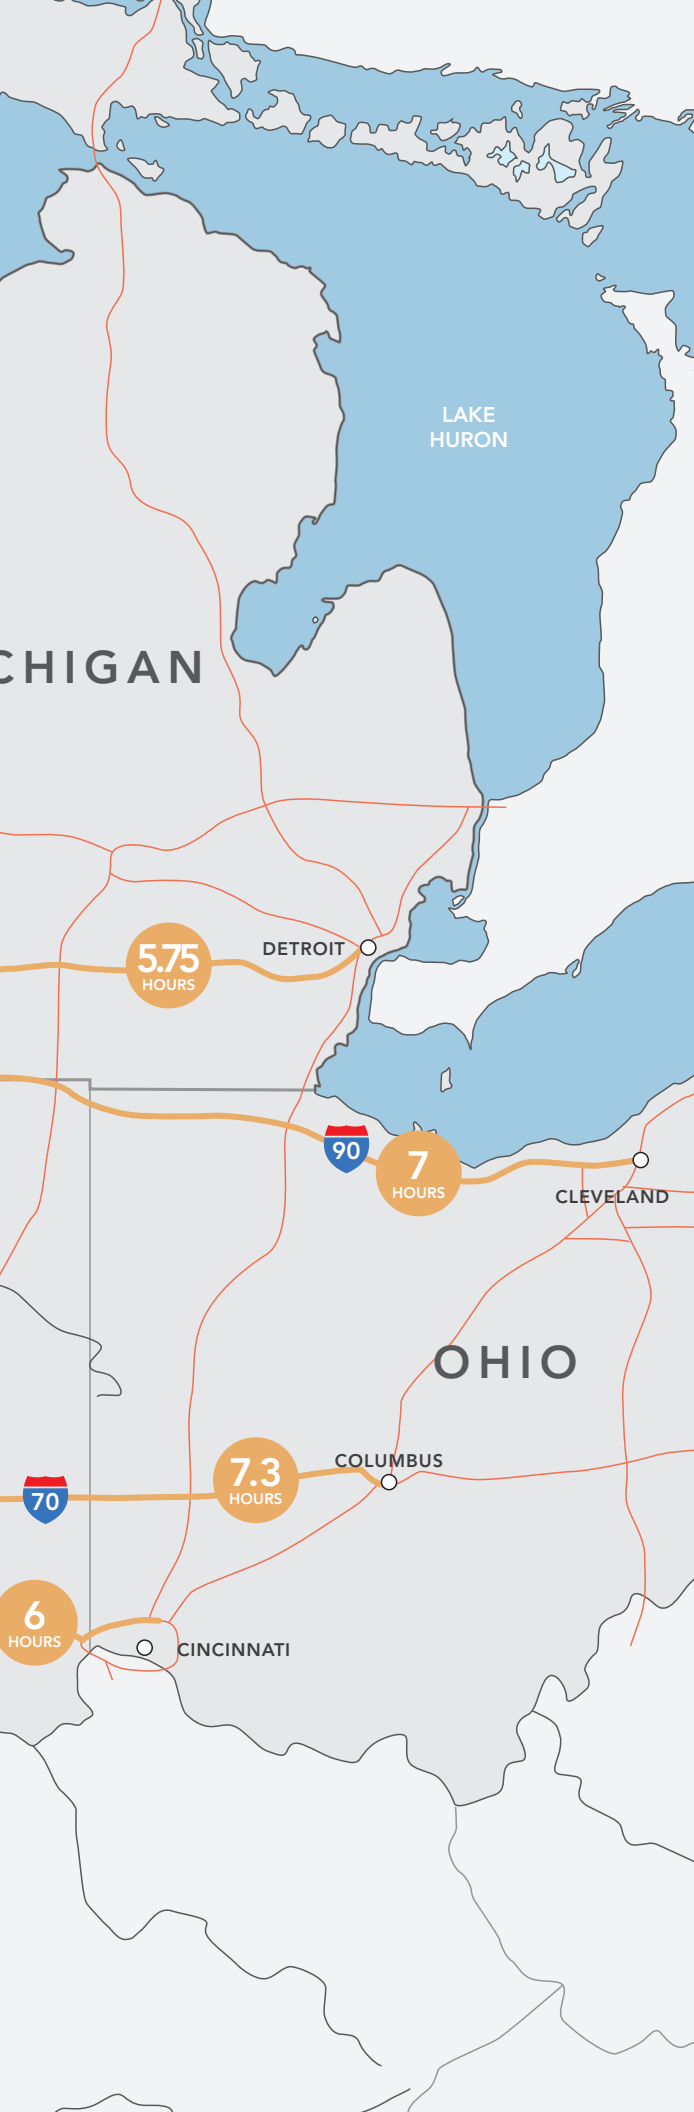 LAKE
HURON
CHIGAN
DETROIT
5.75
HOURS
90
7
HOURS
CLEVELAND
OHIO
COLUMBUS
7.3
HOURS
70
6
HOURS
CINCINNATI